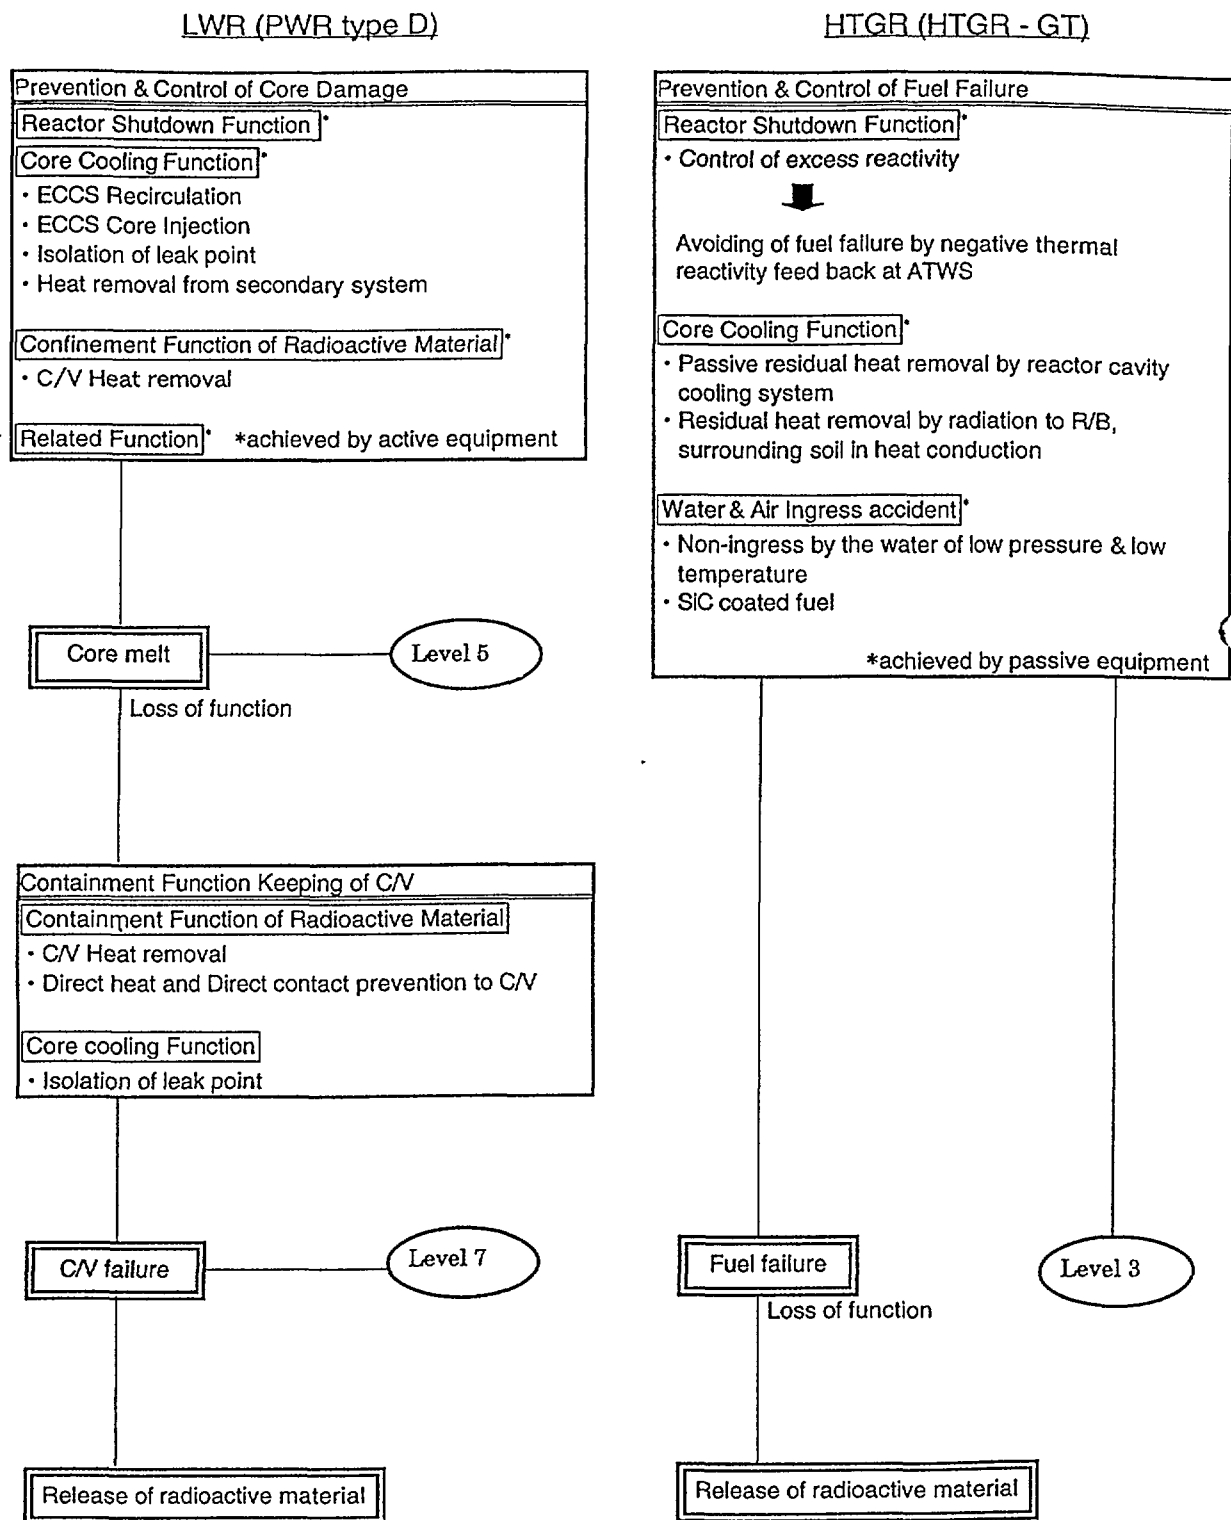 LWR (PWR type D)
Prevention & Control of Core Damage
Reactor Shutdown Function*
Core Cooling Function*
・ECCS Recirculation
・ECCS Core Injection
・Isolation of leak point
・Heat removal from secondary system
Confinement Function of Radioactive Material*
・C/V Heat removal
Related Function* *achieved by active equipment
Core melt
Level 5
Loss of function
Containment Function Keeping of C/V
Containment Function of Radioactive Material
・C/V Heat removal
・Direct heat and Direct contact prevention to C/V
Core cooling Function
・Isolation of leak point
C/V failure
Level 7
Release of radioactive material
HTGR (HTGR - GT)
Prevention & Control of Fuel Failure
Reactor Shutdown Function*
・Control of excess reactivity
Avoiding of fuel failure by negative thermal
reactivity feed back at ATWS
Core Cooling Function*
・Passive residual heat removal by reactor cavity
cooling system
・Residual heat removal by radiation to R/B,
surrounding soil in heat conduction
Water & Air Ingress accident*
・Non-ingress by the water of low pressure & low
temperature
・SiC coated fuel
*achieved by passive equipment
Fuel failure
Level 3
Loss of function
Release of radioactive material